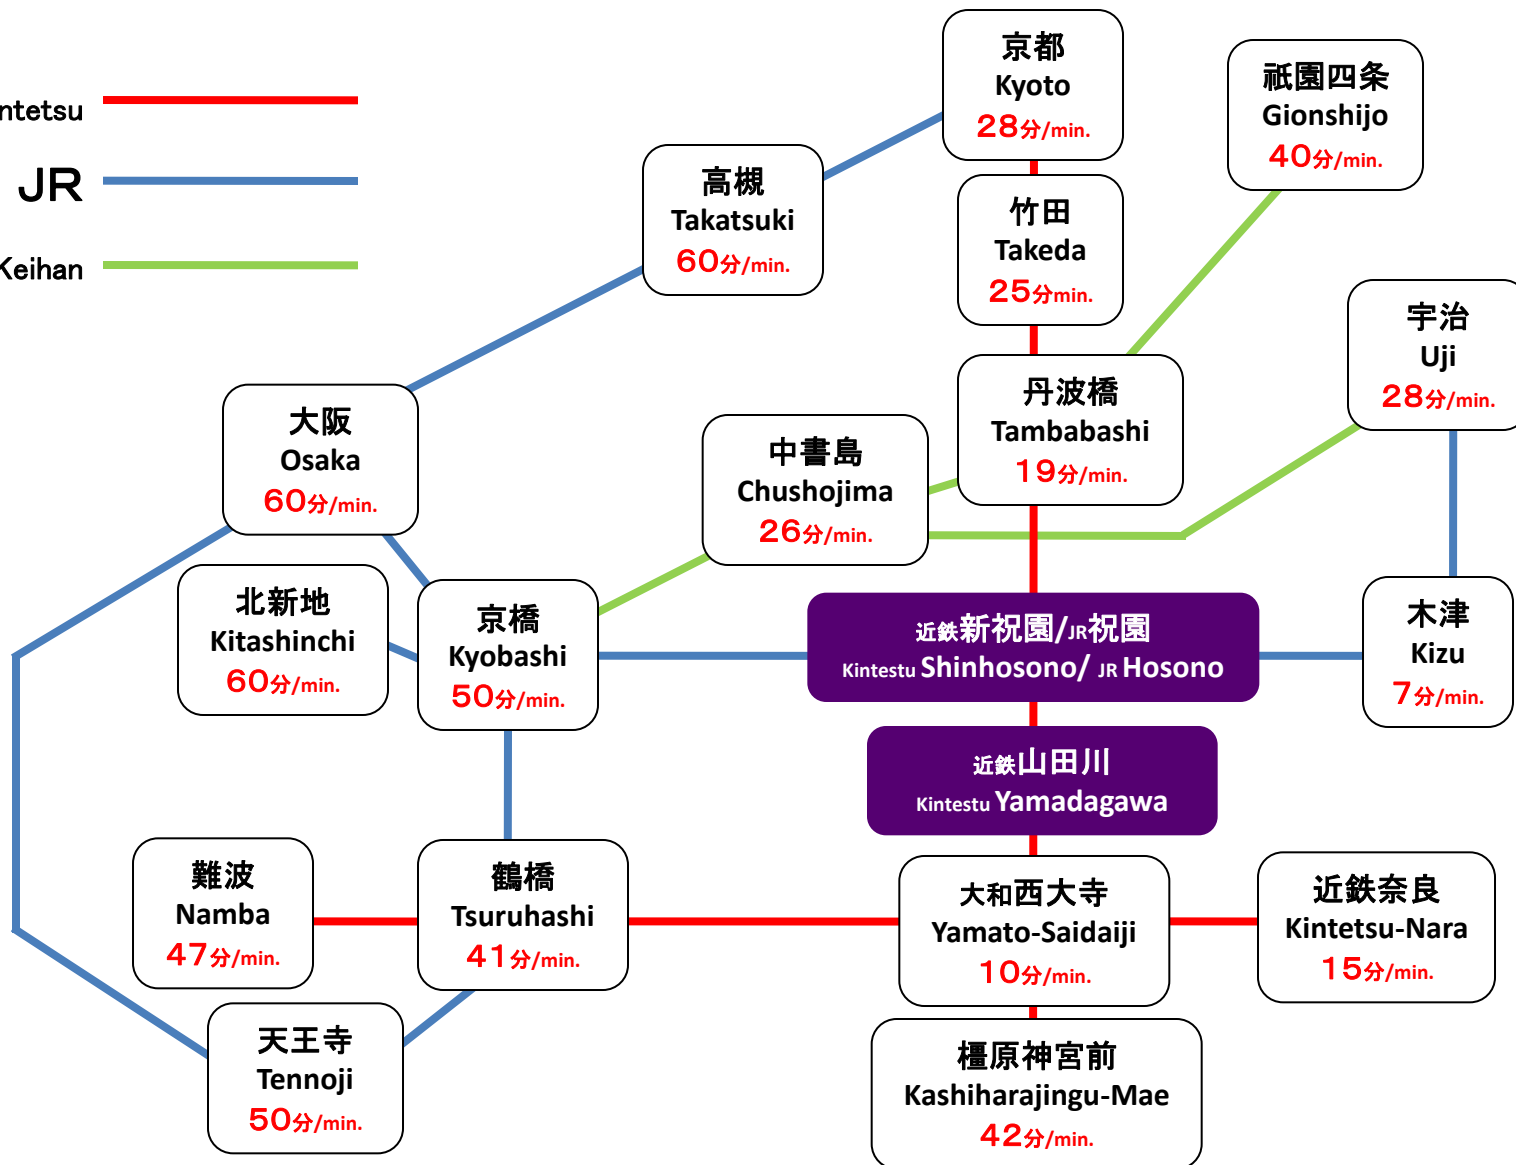 ntetsu
JR
Keihan
京都
Kyoto
28分/min.
祇園四条
Gionshijo
40分/min.
高槻
Takatsuki
60分/min.
竹田
Takeda
25分min.
宇治
Uji
28分/min.
丹波橋
Tambabashi
19分/min.
大阪
Osaka
60分/min.
中書島
Chushojima
26分/min.
北新地
Kitashinchi
60分/min.
京橋
Kyobashi
50分/min.
近鉄新祝園/JR祝園
Kintestu Shinhosono/ JR Hosono
木津
Kizu
7分/min.
近鉄山田川
Kintestu Yamadagawa
難波
Namba
47分/min.
鶴橋
Tsuruhashi
41分/min.
大和西大寺
Yamato-Saidaiji
10分/min.
近鉄奈良
Kintetsu-Nara
15分/min.
天王寺
Tennoji
50分/min.
橿原神宮前
Kashiharajingu-Mae
42分/min.